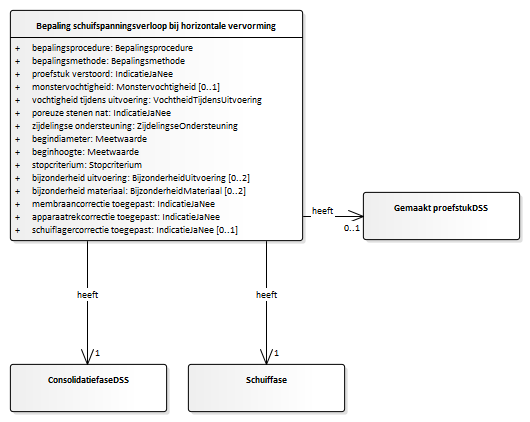 Bepaling schuifspanningsverloop bij horizontale vervorming
+ bepalingsprocedure: Bepalingsprocedure
+ bepalingsmethode: Bepalingsmethode
+ proefstuk verstoord: IndicatieJaNee
+ monstervochtigheid: Monstervochtigheid [0..1]
+ vochtigheid tijdens uitvoering: VochtheidTijdensUitvoering
+ poreuze stenen nat: IndicatieJaNee
+ zijdelingse ondersteuning: ZijdelingseOndersteuning
+ begindiameter: Meetwaarde
+ beginhoogte: Meetwaarde
+ stopcriterium: Stopcriterium
+ bijzonderheid uitvoering: BijzonderheidUitvoering [0..2]
+ bijzonderheid materiaal: BijzonderheidMateriaal [0..2]
+ membraancorrectie toegepast: IndicatieJaNee
+ apparaatrekcorrectie toegepast: IndicatieJaNee
+ schuiflagercorrectie toegepast: IndicatieJaNee [0..1]
heeft
0..1
Gemaakt proefstukDSS
heeft
1
heeft
1
ConsolidatiefaseDSS
Schuiffase